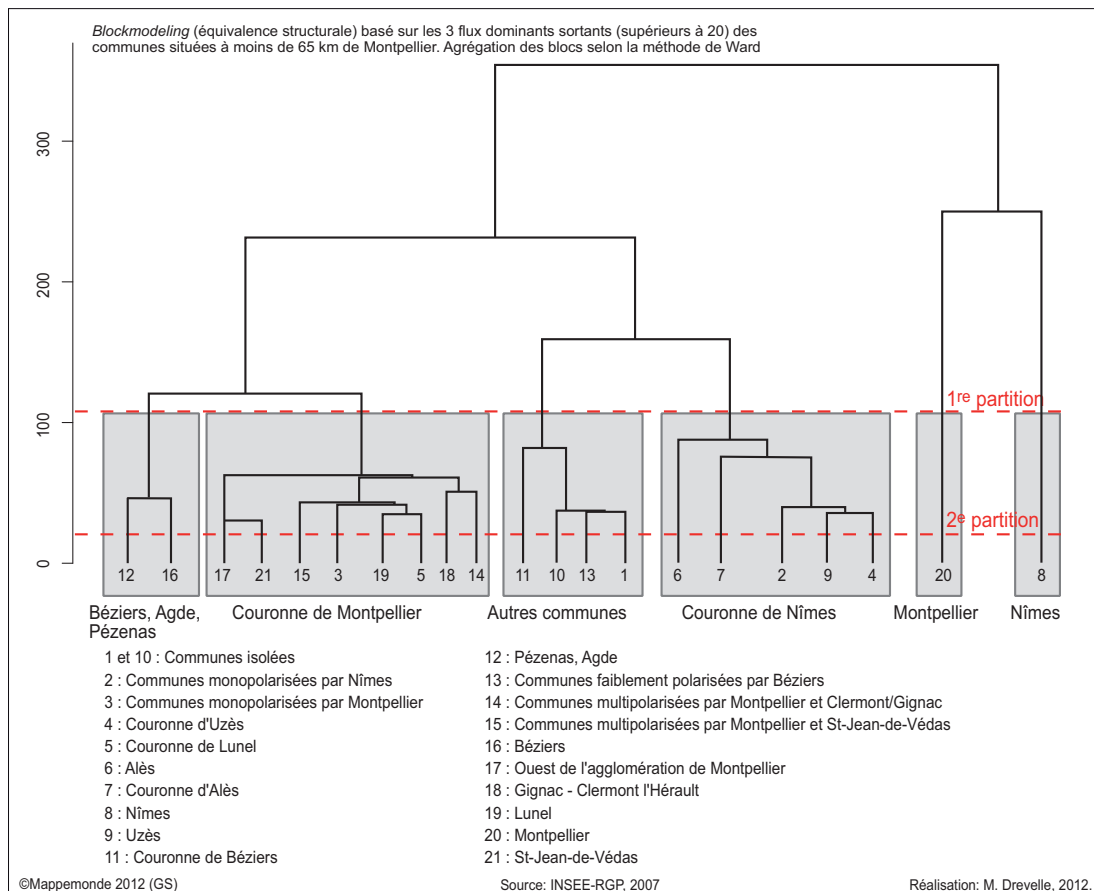 Blockmodeling (équivalence structurale) basé sur les 3 flux dominants sortants (supérieurs à 20) des
communes situées à moins de 65 km de Montpellier. Agrégation des blocs selon la méthode de Ward
300
200
100
0
1re partition
2e partition
12 16 17 21 15 3 19 5 18 14 11 10 13 1 6 7 2 9 4 20 8
Béziers, Agde,
Pézenas
Couronne de Montpellier
Autres communes
Couronne de Nîmes
Montpellier
Nîmes
1 et 10 : Communes isolées
2 : Communes monopolarisées par Nîmes
3 : Communes monopolarisées par Montpellier
4 : Couronne d'Uzès
5 : Couronne de Lunel
6 : Alès
7 : Couronne d'Alès
8 : Nîmes
9 : Uzès
11 : Couronne de Béziers
12 : Pézenas, Agde
13 : Communes faiblement polarisées par Béziers
14 : Communes multipolarisées par Montpellier et Clermont/Gignac
15 : Communes multipolarisées par Montpellier et St-Jean-de-Védas
16 : Béziers
17 : Ouest de l'agglomération de Montpellier
18 : Gignac - Clermont l'Hérault
19 : Lunel
20 : Montpellier
21 : St-Jean-de-Védas
©Mappemonde 2012 (GS)
Source: INSEE-RGP, 2007
Réalisation: M. Drevelle, 2012.